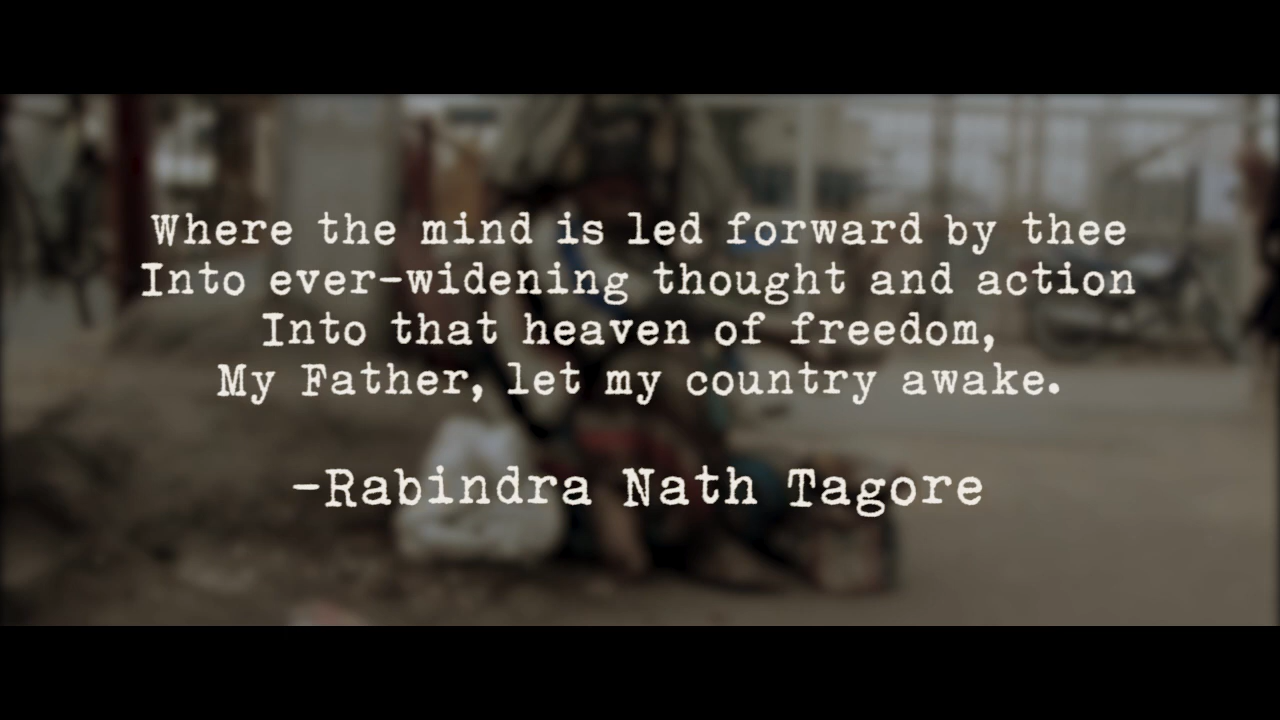 Where the mind is led forward by thee
Into ever-widening thought and action
Into that heaven of freedom,
My Father, let my country awake.
-Rabindra Nath Tagore